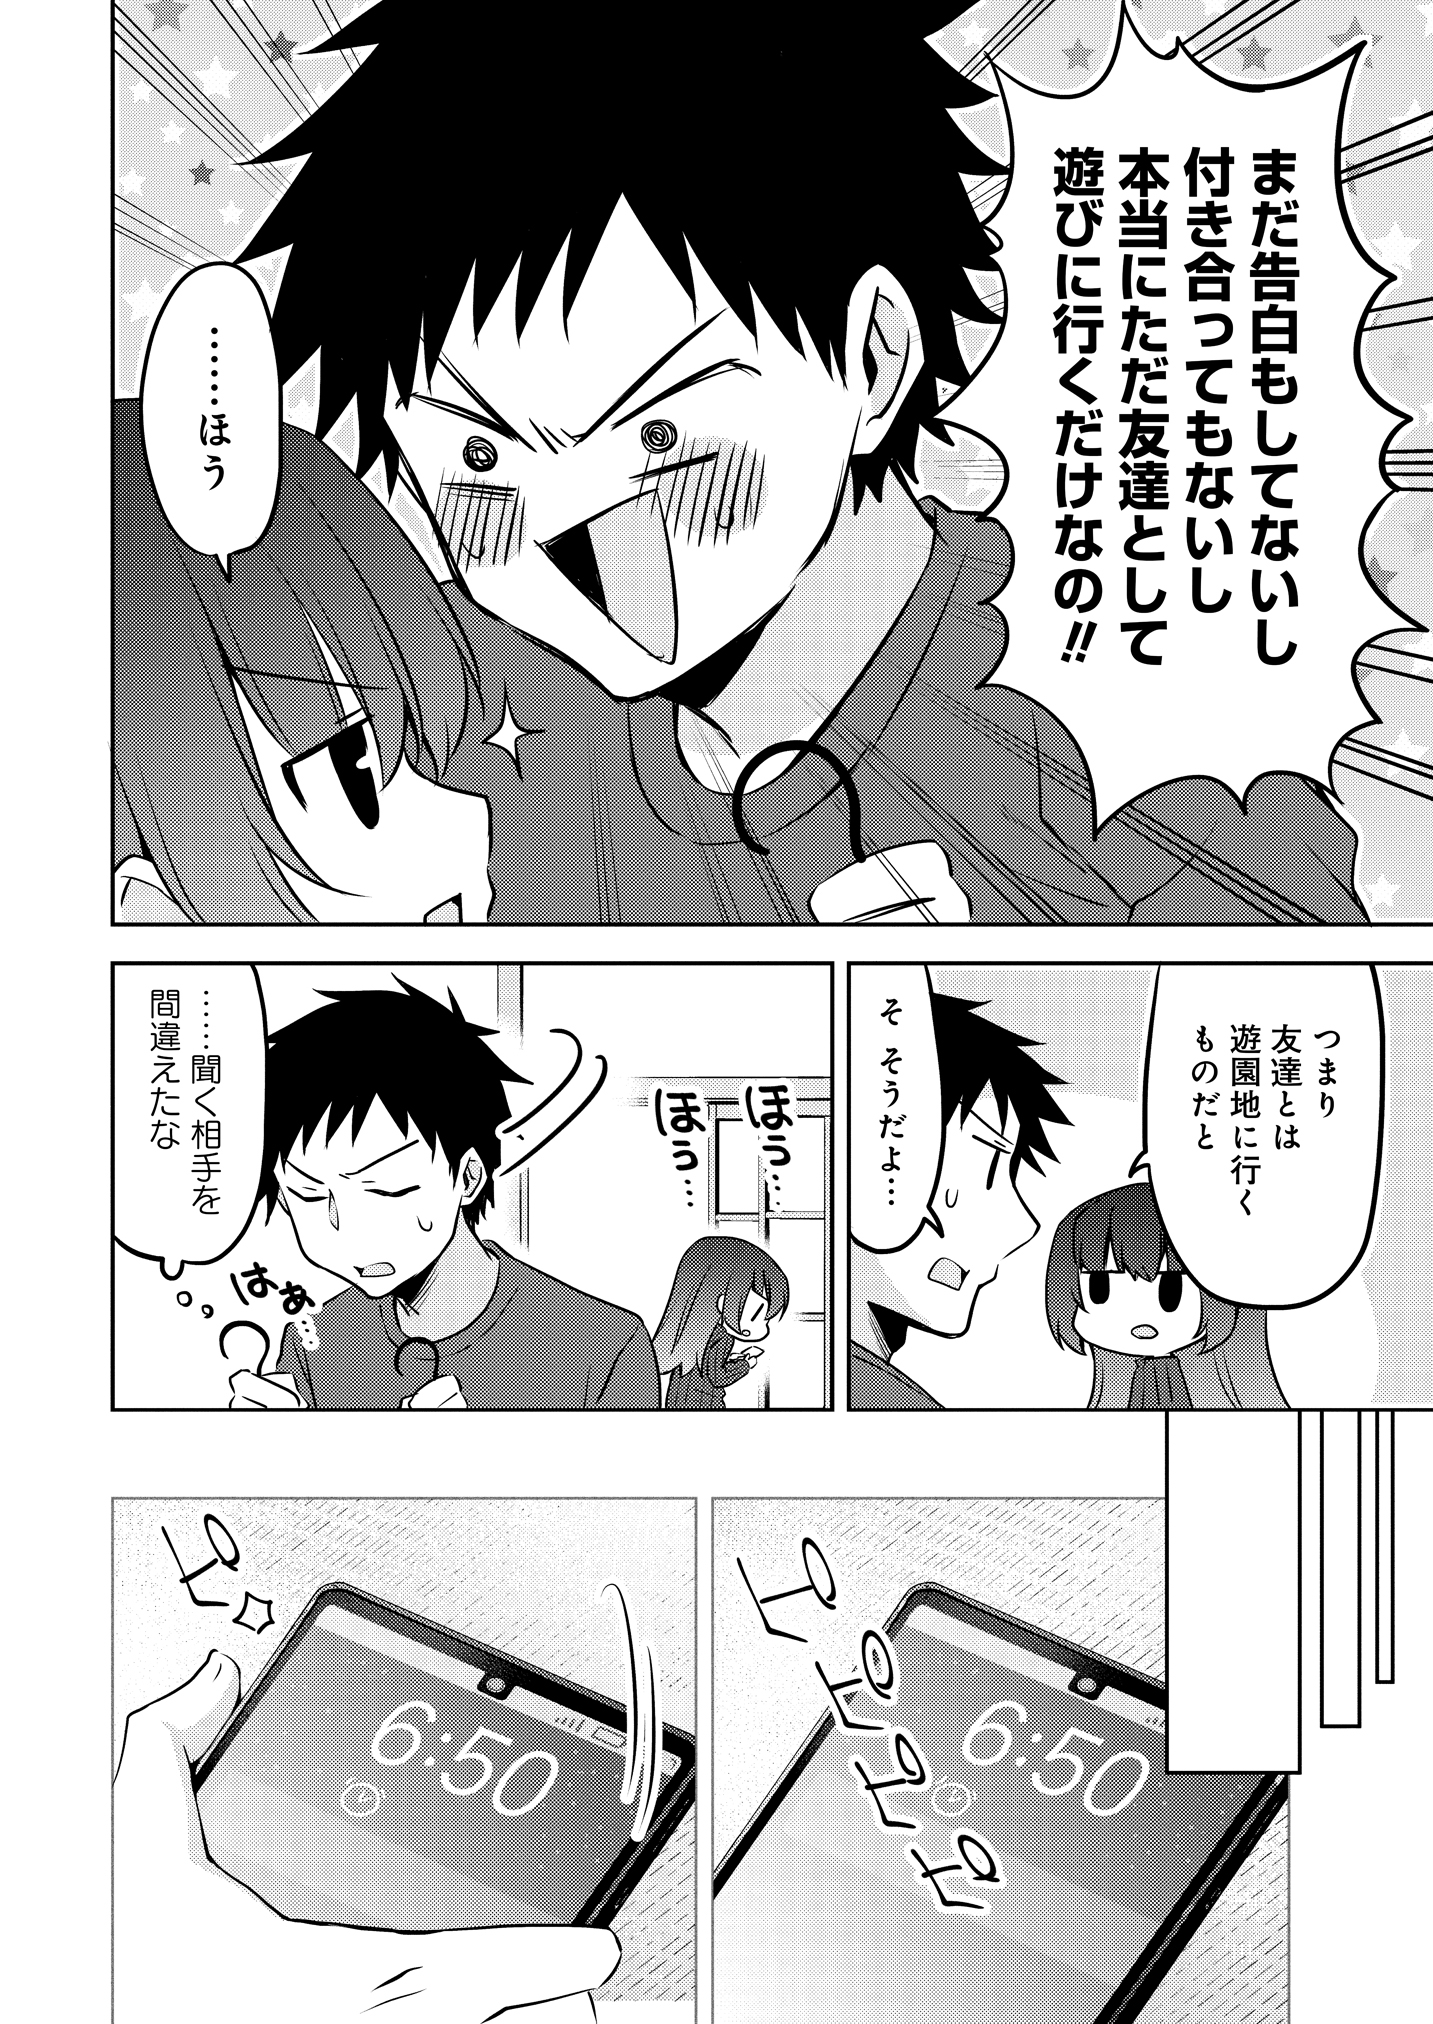 まだ告白もしてないし
付き合ってもないし
本当にただ友達として
遊びに行くだけなの!!
………ほう
つまり
友達とは
遊園地に行く
ものだと
そ そうだよ…
ほぅ…
ほぅ…
……聞く相手を
間違えたな
はぁ……
ピ
ピ
ピ
ピ
6:50
ピ
6:50